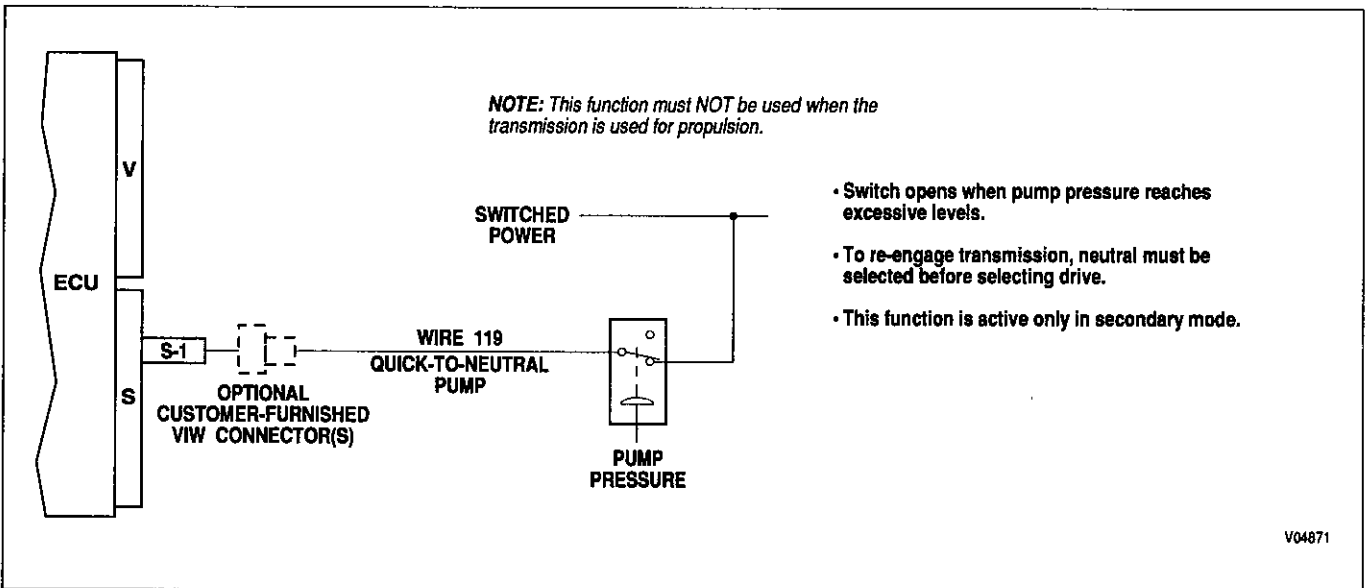 NOTE: This function must NOT be used when the
transmission is used for propulsion.
V
SWITCHED
POWER
• Switch opens when pump pressure reaches
excessive levels.
• To re-engage transmission, neutral must be
selected before selecting drive.
• This function is active only in secondary mode.
ECU
S-1
WIRE 119
QUICK-TO-NEUTRAL
PUMP
S
OPTIONAL
CUSTOMER-FURNISHED
VIW CONNECTOR(S)
PUMP
PRESSURE
V04871